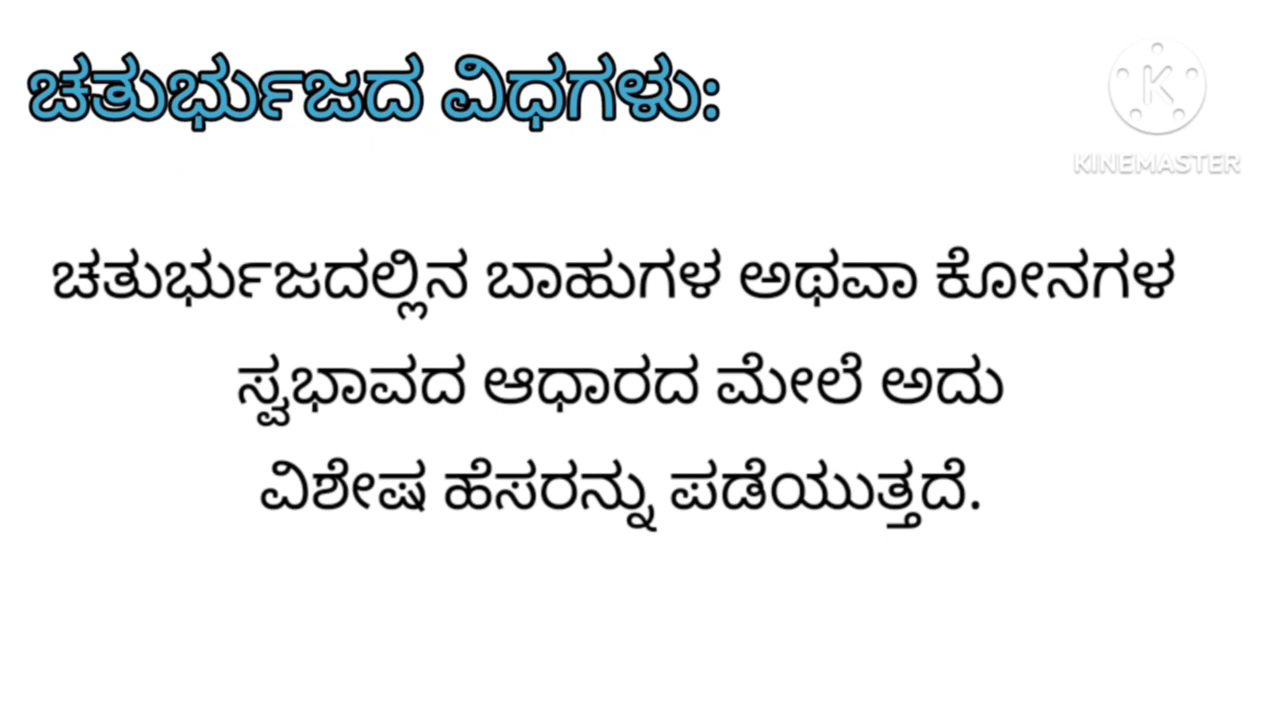 ಚತುರ್ಭುಜದ ವಿಧಗಳು:
KINEMASTER
ಚತುರ್ಭುಜದಲ್ಲಿನ ಬಾಹುಗಳ ಅಥವಾ ಕೋನಗಳ
ಸ್ವಭಾವದ ಆಧಾರದ ಮೇಲೆ ಅದು
ವಿಶೇಷ ಹೆಸರನ್ನು ಪಡೆಯುತ್ತದೆ.